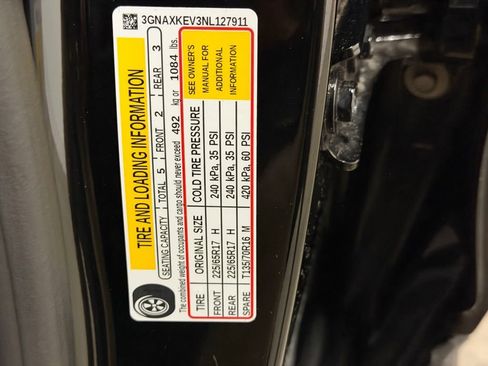 3GNAXKEV3NL127911
TIRE AND LOADING INFORMATION
SEATING CAPACITY TOTAL 5 FRONT 2 REAR 3
The combined weight of occupants and cargo should never exceed 492 kg or 1084 lbs.
TIRE ORIGINAL SIZE COLD TIRE PRESSURE
FRONT 225/65R17 H 240 kPa, 35 PSI
REAR 225/65R17 H 240 kPa, 35 PSI
SPARE T135/70R16 M 420 kPa, 60 PSI
SEE OWNER'S
MANUAL FOR
ADDITIONAL
INFORMATION